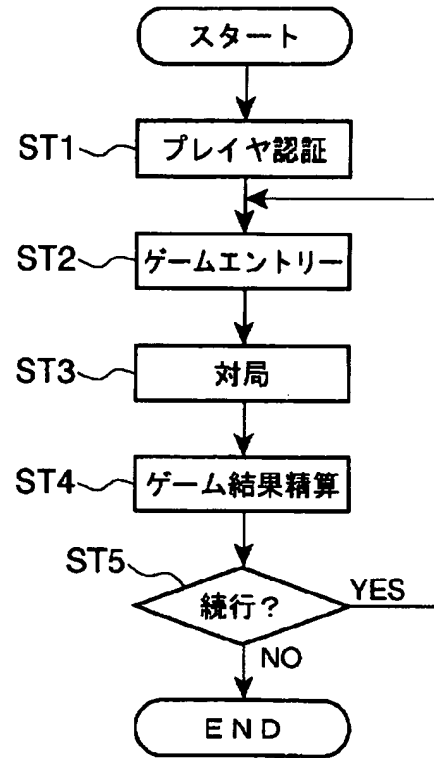 スタート
ST1 プレイヤ認証
ST2 ゲームエントリー
ST3 対局
ST4 ゲーム結果精算
ST5
続行？ YES
NO
END